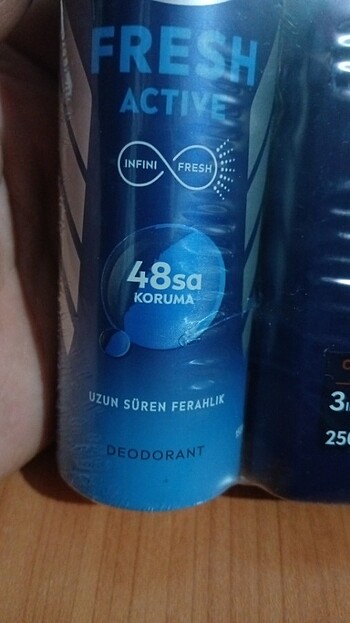 FRESH
ACTIVE
INFINI FRESH
48sa
KORUMA
UZUN SÜREN FERAHLIK
DEODORANT
3
250